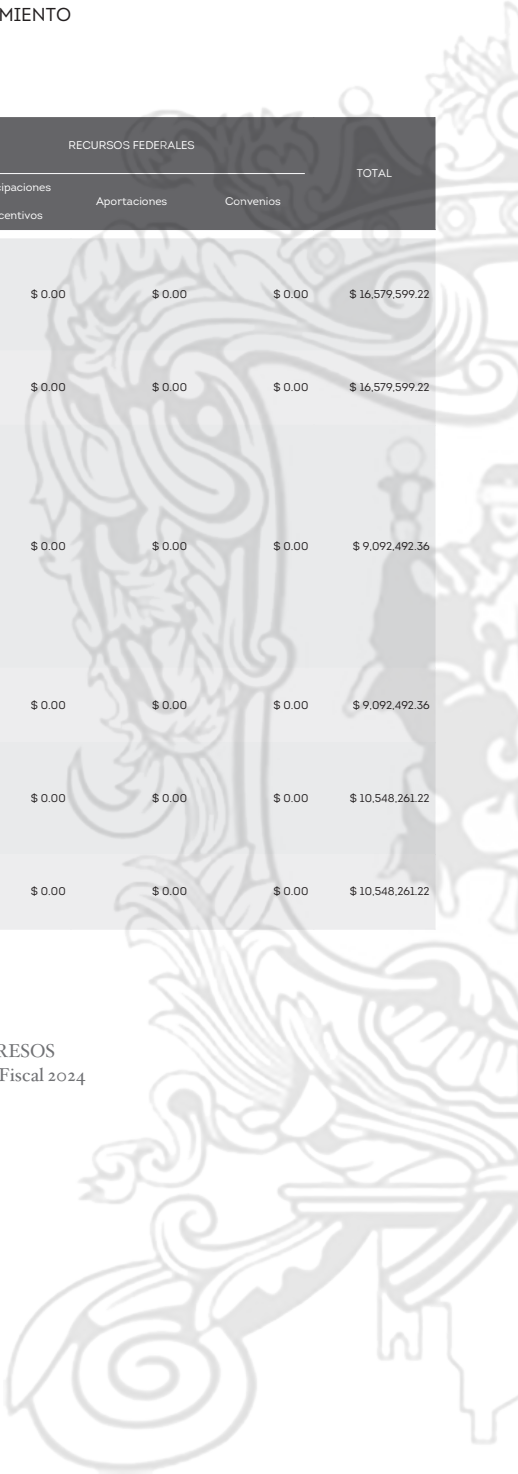 MIENTO
RECURSOS FEDERALES
TOTAL
cipaciones
centivos
Aportaciones
Convenios
$ 0.00 $ 0.00 $ 0.00 $ 16,579,599.22
$ 0.00 $ 0.00 $ 0.00 $ 16,579,599.22
$ 0.00 $ 0.00 $ 0.00 $ 9,092,492.36
$ 0.00 $ 0.00 $ 0.00 $ 9,092,492.36
$ 0.00 $ 0.00 $ 0.00 $ 10,548,261.22
$ 0.00 $ 0.00 $ 0.00 $ 10,548,261.22
RESOS
Fiscal 2024